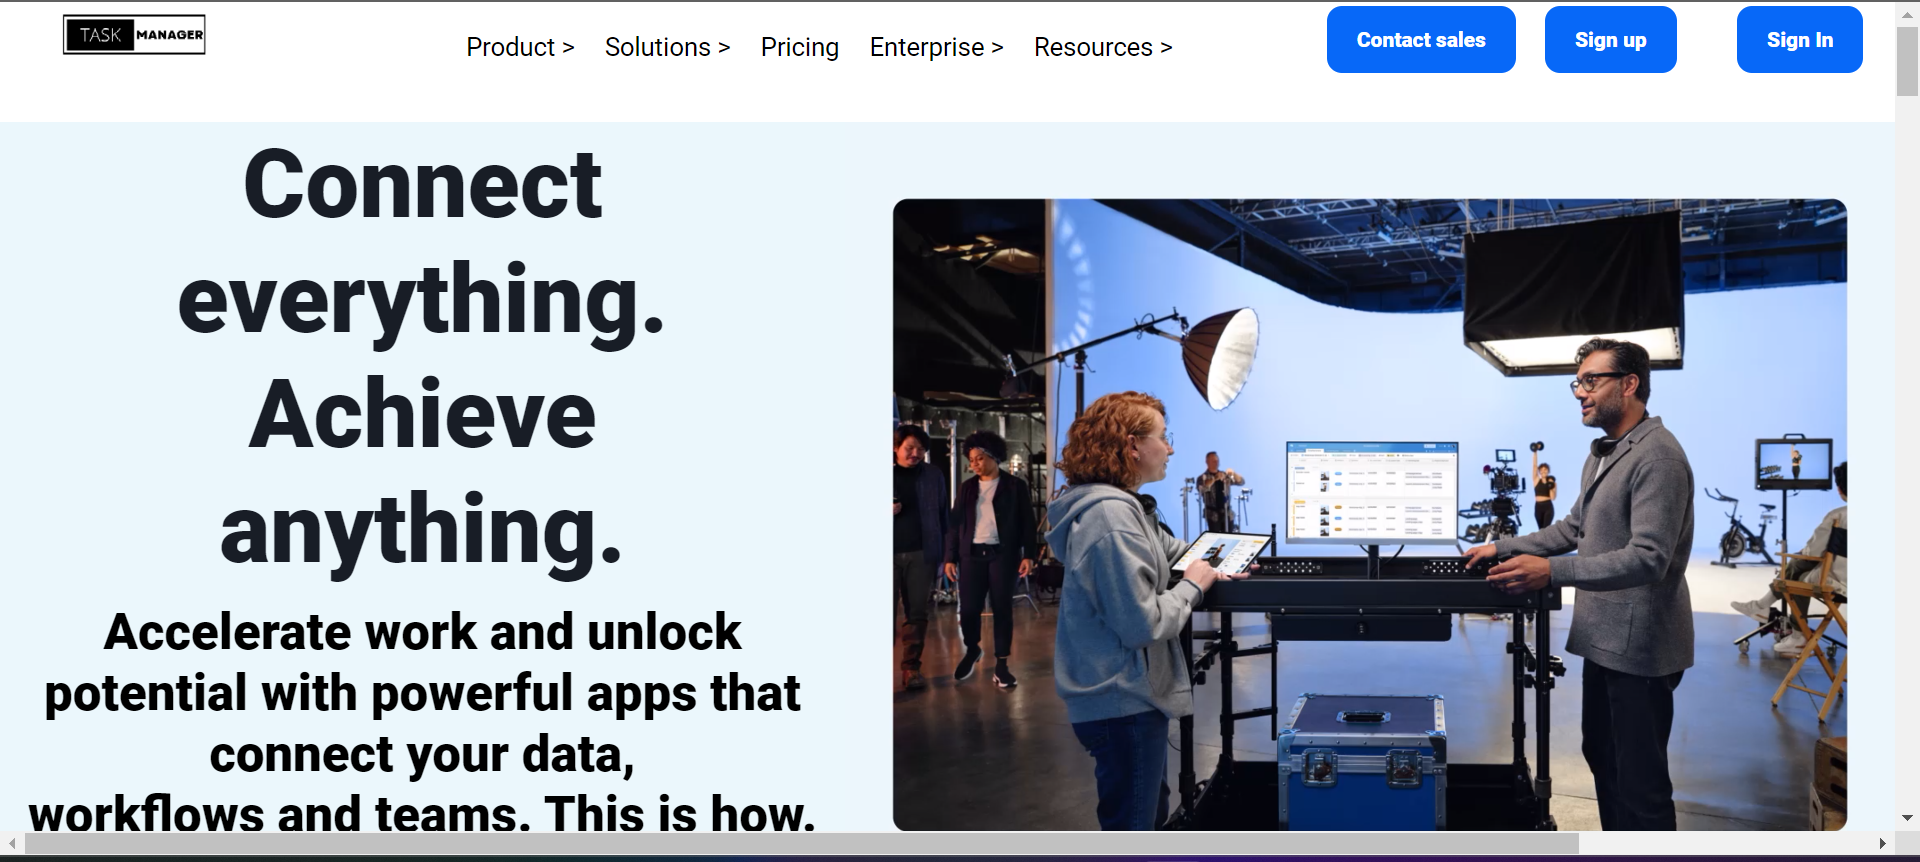 TASK MANAGER
Product > Solutions > Pricing Enterprise > Resources >
Contact sales Sign up Sign In
Connect
everything.
Achieve
anything.
Accelerate work and unlock
potential with powerful apps that
connect your data,
workflows and teams. This is how.